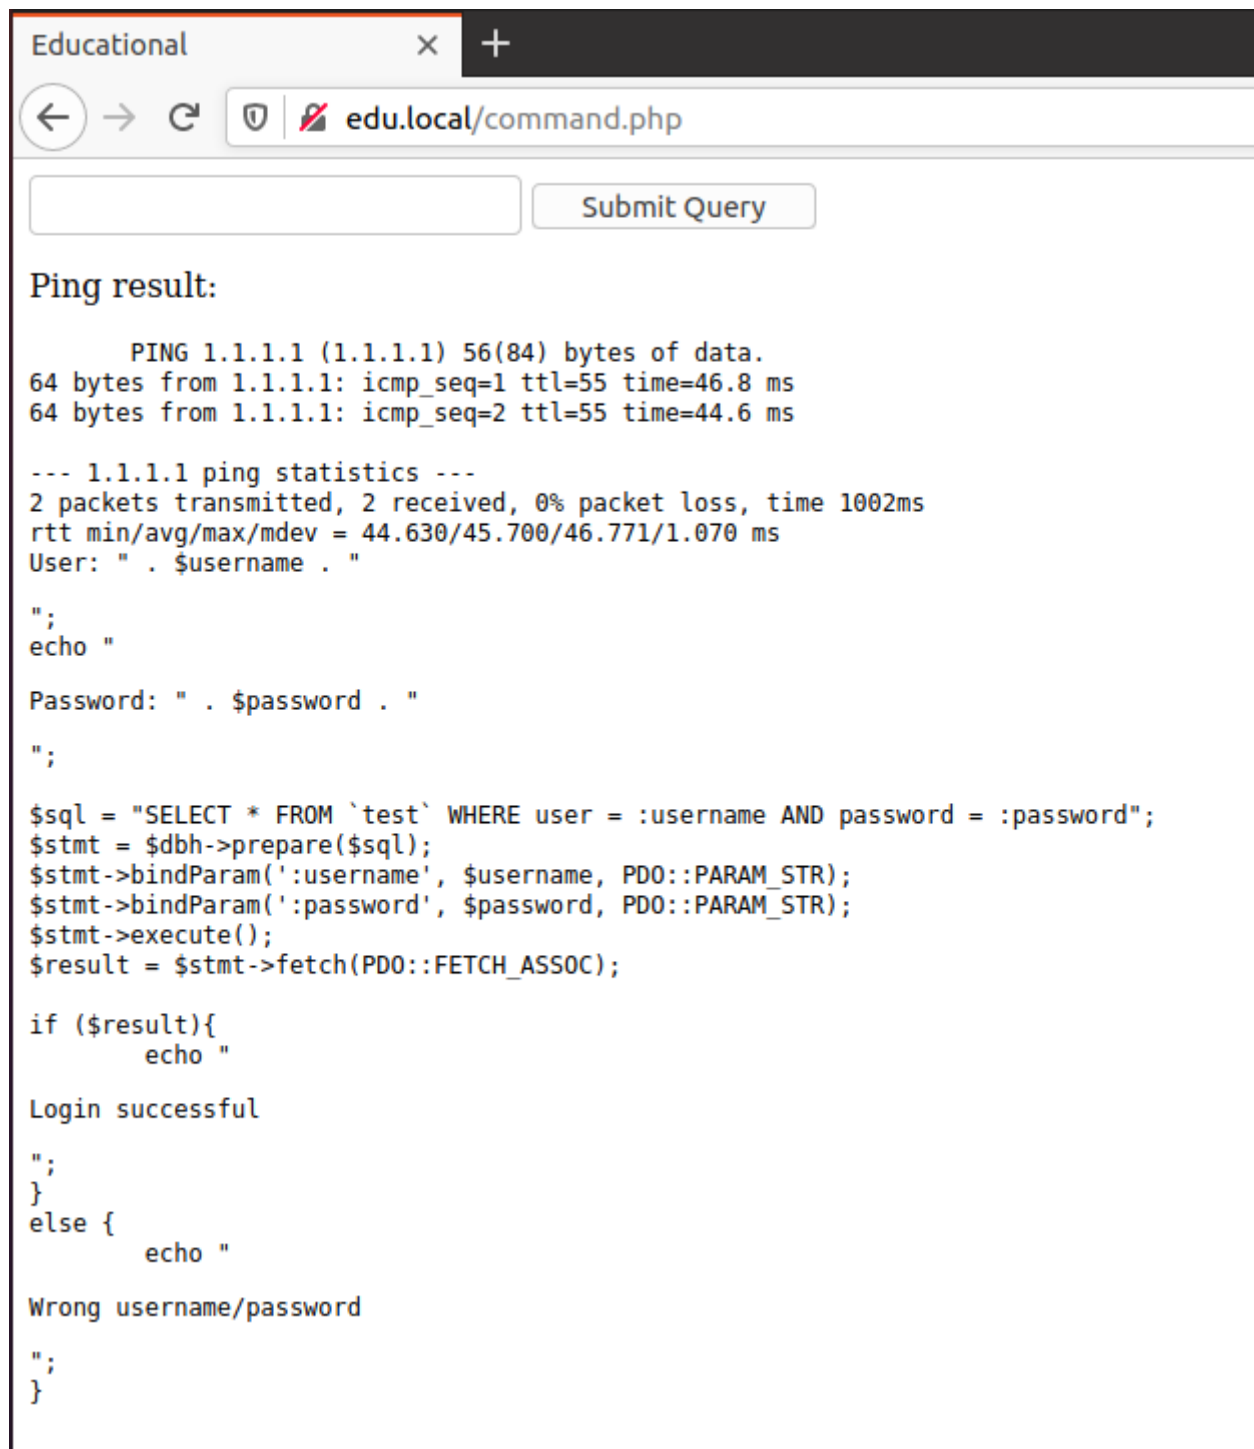 Educational
edu.local/command.php
Submit Query
Ping result:
PING 1.1.1.1 (1.1.1.1) 56(84) bytes of data.
64 bytes from 1.1.1.1: icmp_seq=1 ttl=55 time=46.8 ms
64 bytes from 1.1.1.1: icmp_seq=2 ttl=55 time=44.6 ms
--- 1.1.1.1 ping statistics ---
2 packets transmitted, 2 received, 0% packet loss, time 1002ms
rtt min/avg/max/mdev = 44.630/45.700/46.771/1.070 ms
User: " . $username . "
";
echo "
Password: " . $password . "
";
$sql = "SELECT * FROM `test` WHERE user = :username AND password = :password";
$stmt = $dbh->prepare($sql);
$stmt->bindParam(':username', $username, PDO::PARAM_STR);
$stmt->bindParam(':password', $password, PDO::PARAM_STR);
$stmt->execute();
$result = $stmt->fetch(PDO::FETCH_ASSOC);
if ($result){
echo "
Login successful
";
}
else {
echo "
Wrong username/password
";
}